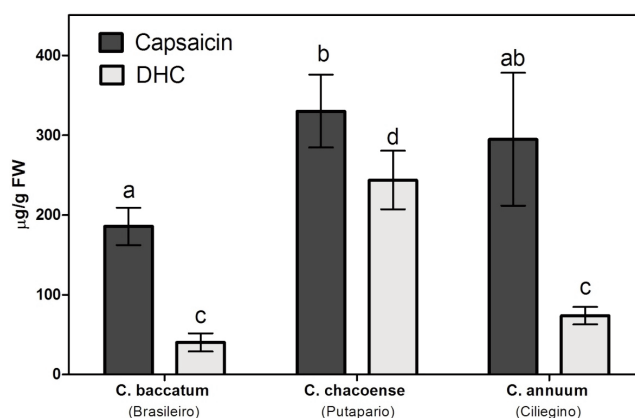 Capsaicin
DHC
μg/g FW
400
300
200
100
0
a
c
b
d
ab
c
C. baccatum
(Brasileiro)
C. chacoense
(Putapario)
C. annuum
(Ciliegino)